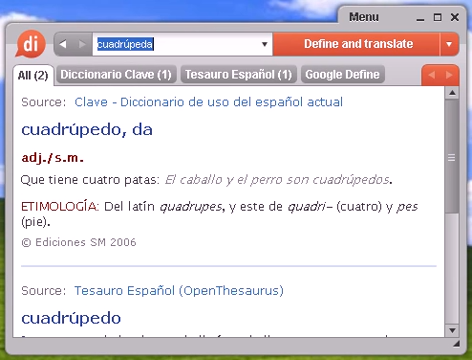 Menu
di
cuadrúpeda
Define and translate
All (2)
Diccionario Clave (1)
Tesauro Español (1)
Google Define
Source: Clave - Diccionario de uso del español actual
cuadrúpedo, da
adj./s.m.
Que tiene cuatro patas: El caballo y el perro son cuadrúpedos.
ETIMOLOGÍA: Del latín quadrupes, y este de quadri– (cuatro) y pes
(pie).
© Ediciones SM 2006
Source: Tesauro Español (OpenThesaurus)
cuadrúpedo